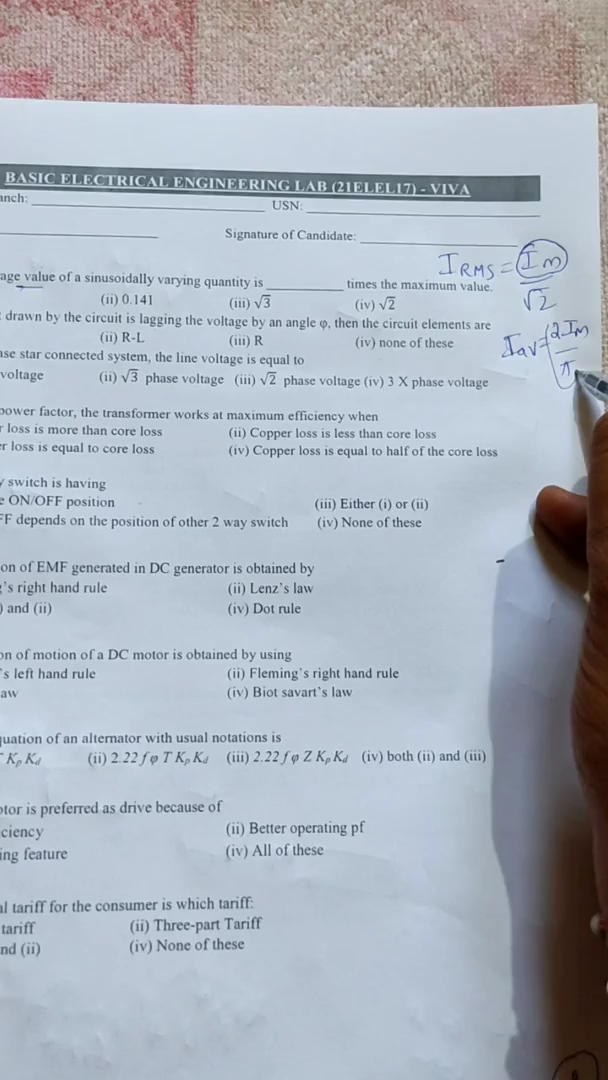 BASIC ELECTRICAL ENGINEERING LAB (21ELEL17) - VIVA
anch: USN:
Signature of Candidate:
I RMS = Im
√2
age value of a sinusoidally varying quantity is __________ times the maximum value.
(ii) 0.141 (iii) √3 (iv) √2
drawn by the circuit is lagging the voltage by an angle φ, then the circuit elements are
(ii) R-L (iii) R (iv) none of these
Iav = 2Im
π
ase star connected system, the line voltage is equal to
voltage (ii) √3 phase voltage (iii) √2 phase voltage (iv) 3 X phase voltage
power factor, the transformer works at maximum efficiency when
r loss is more than core loss (ii) Copper loss is less than core loss
er loss is equal to core loss (iv) Copper loss is equal to half of the core loss
y switch is having
e ON/OFF position (iii) Either (i) or (ii)
FF depends on the position of other 2 way switch (iv) None of these
on of EMF generated in DC generator is obtained by
's right hand rule (ii) Lenz's law
) and (ii) (iv) Dot rule
on of motion of a DC motor is obtained by using
's left hand rule (ii) Fleming's right hand rule
aw (iv) Biot savart's law
quation of an alternator with usual notations is
T Kp Kd (ii) 2.22 f φ T Kp Kd (iii) 2.22 f φ Z Kp Kd (iv) both (ii) and (iii)
otor is preferred as drive because of
ciency (ii) Better operating pf
ing feature (iv) All of these
al tariff for the consumer is which tariff:
tariff (ii) Three-part Tariff
nd (ii) (iv) None of these